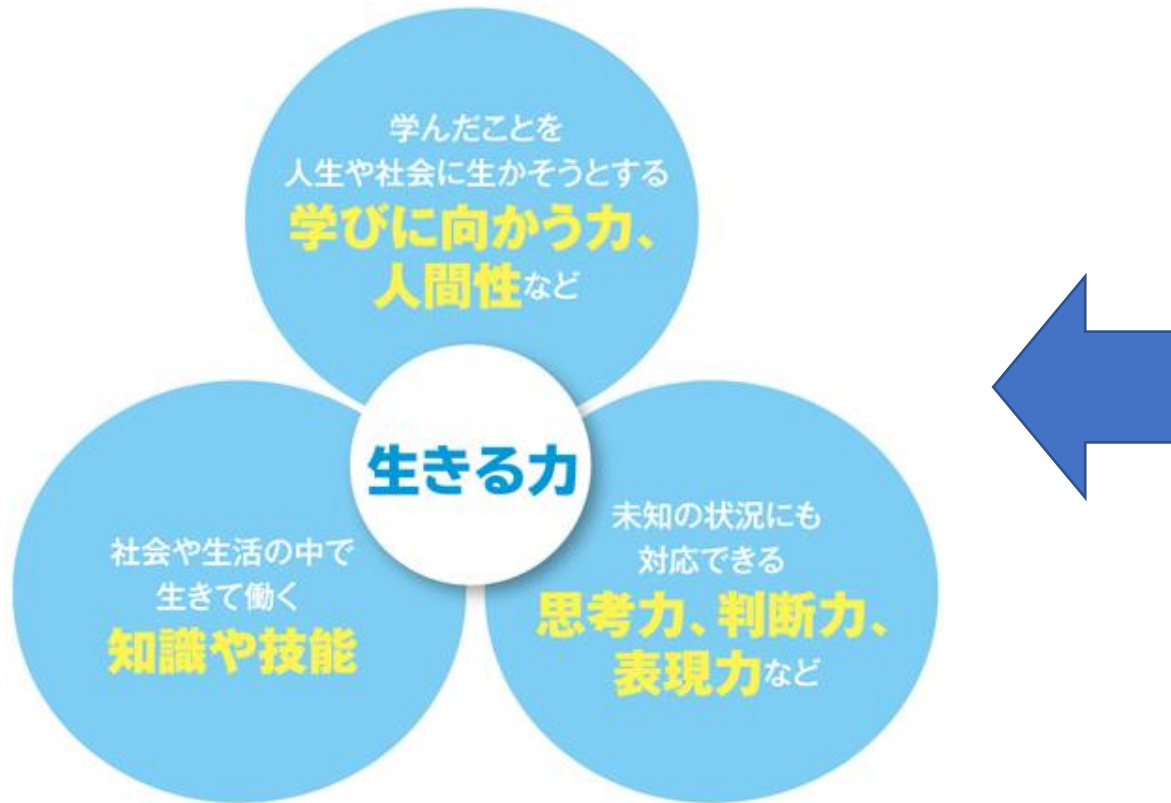 学んだことを
人生や社会に生かそうとする
学びに向かう力、
人間性など
生きる力
社会や生活の中で
生きて働く
知識や技能
未知の状況にも
対応できる
思考力、判断力、
表現力など